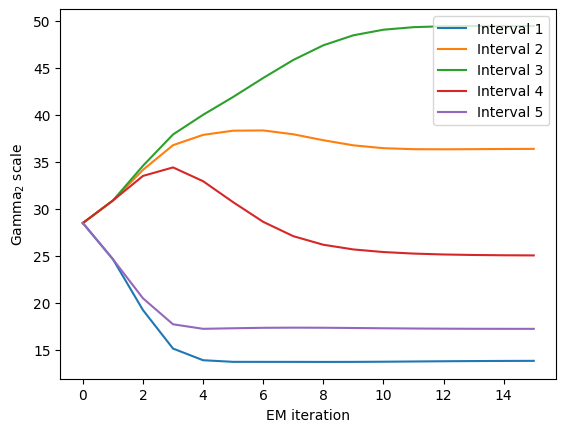 50
45
40
35
30
25
20
15
Gamma₂ scale
0 2 4 6 8 10 12 14
EM iteration
Interval 1
Interval 2
Interval 3
Interval 4
Interval 5